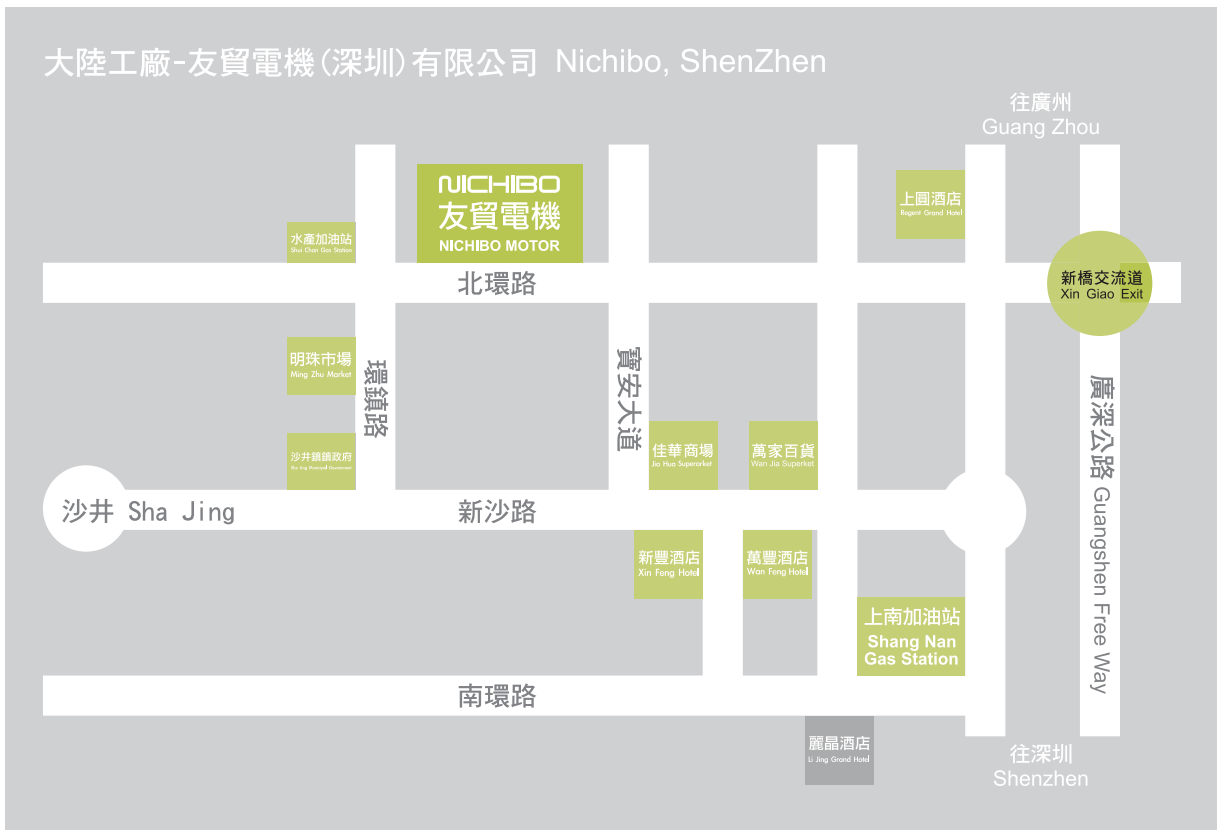 大陸工廠-友貿電機(深圳)有限公司 Nichibo, ShenZhen
往廣州
Guang Zhou
NICHIBO
友貿電機
NICHIBO MOTOR
上圓酒店
Regent Grand Hotel
水產加油站
Shui Chan Gas Station
北環路
新橋交流道
Xin Giao Exit
明珠市場
Ming Zhu Market
環鎮路
寶安大道
廣深公路 Guangshen Free Way
沙井鎮鎮政府
佳華商場
Jia Hua Superarket
萬家百貨
Wan Jia Superket
沙井 Sha Jing
新沙路
新豐酒店
Xin Feng Hotel
萬豐酒店
Wan Feng Hotel
上南加油站
Shang Nan
Gas Station
南環路
麗晶酒店
Li Jing Grand Hotel
往深圳
Shenzhen